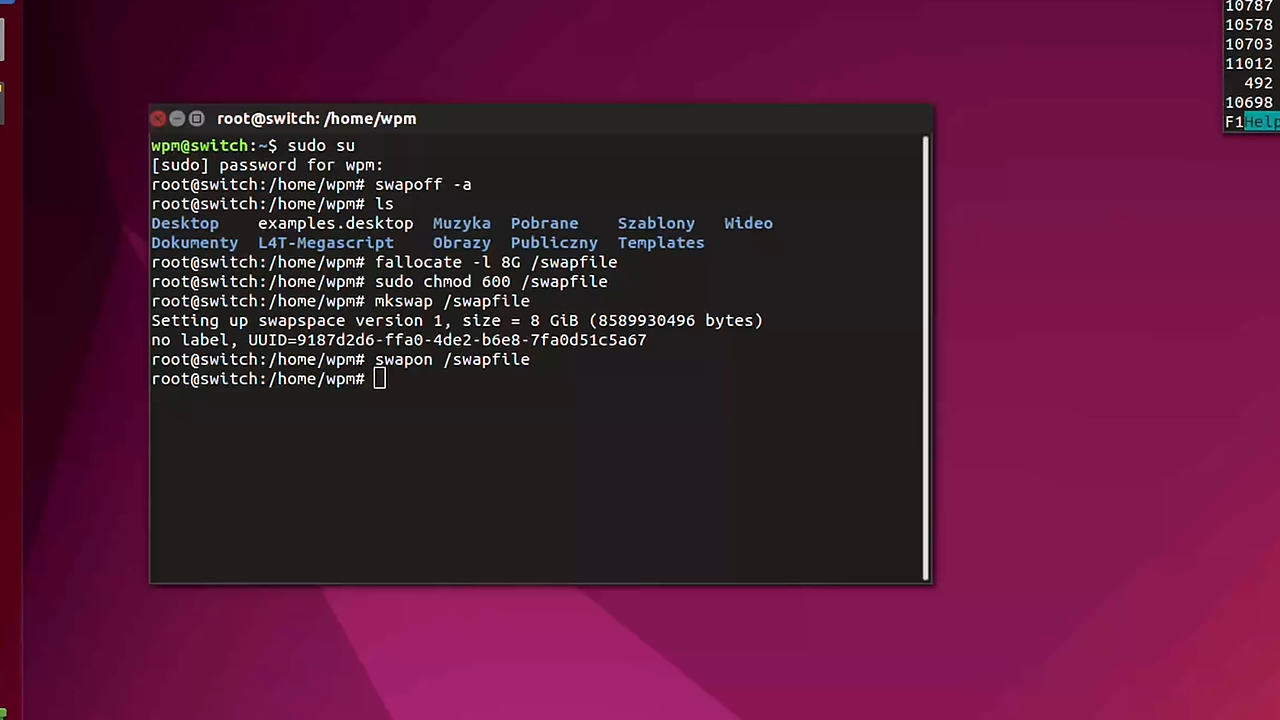 root@switch: /home/wpm
wpm@switch:~$ sudo su
[sudo] password for wpm:
root@switch:/home/wpm# swapoff -a
root@switch:/home/wpm# ls
Desktop examples.desktop Muzyka Pobrane Szablony Wideo
Dokumenty L4T-Megascript Obrazy Publiczny Templates
root@switch:/home/wpm# fallocate -l 8G /swapfile
root@switch:/home/wpm# sudo chmod 600 /swapfile
root@switch:/home/wpm# mkswap /swapfile
Setting up swapspace version 1, size = 8 GiB (8589930496 bytes)
no label, UUID=9187d2d6-ffa0-4de2-b6e8-7fa0d51c5a67
root@switch:/home/wpm# swapon /swapfile
root@switch:/home/wpm#
10787
10578
10703
11012
492
10698
F1Help